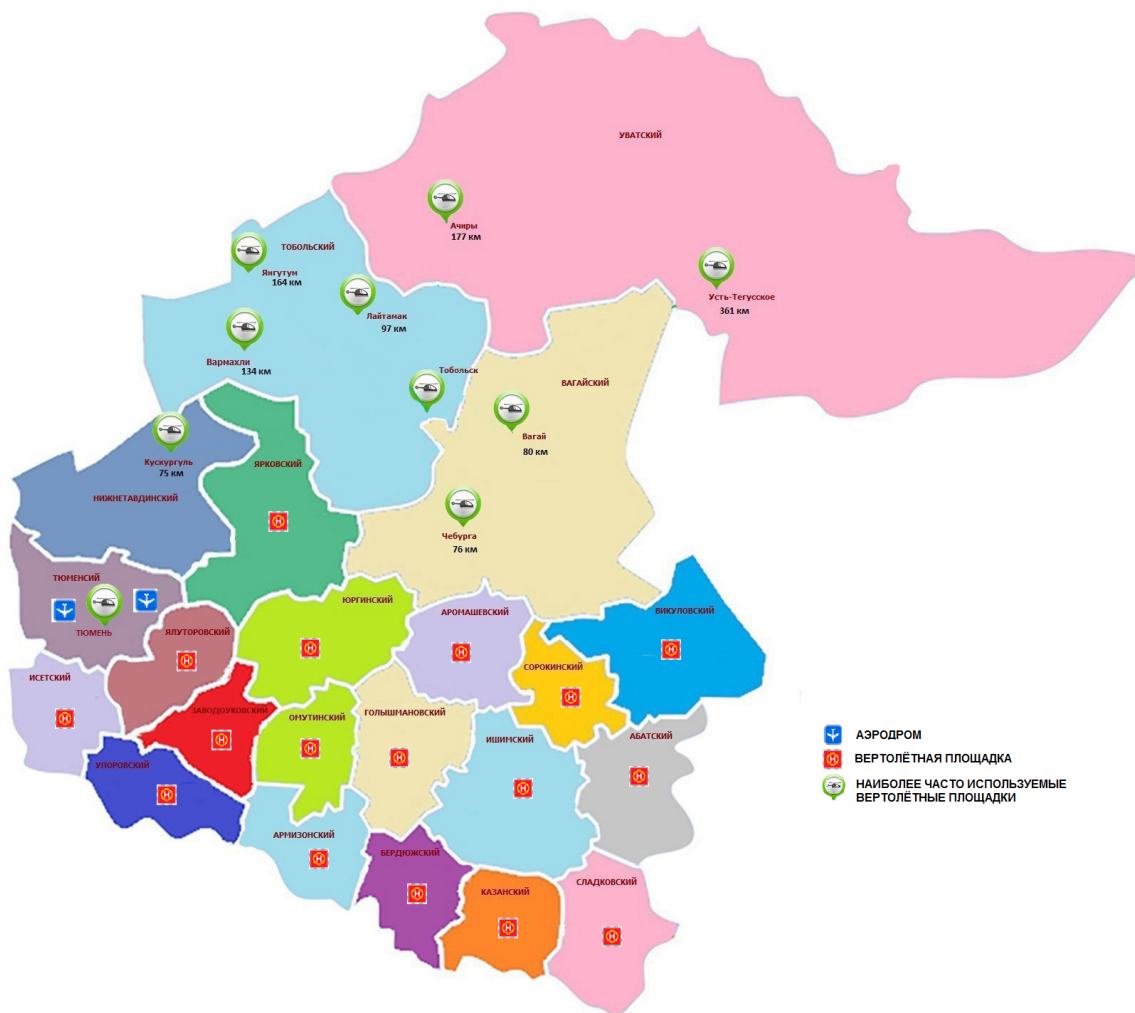 УВАТСКИЙ
Ачиры
177 км
ТОБОЛЬСКИЙ
Янгутун
164 км
Усть-Тегусское
361 км
Лайтамак
97 км
Вармахли
134 км
Тобольск
ВАГАЙСКИЙ
Вагай
80 км
Кускургуль
75 км
ЯРКОВСКИЙ
НИЖНЕТАВДИНСКИЙ
H
Чебурга
76 км
ТЮМЕНСИЙ
ТЮМЕНЬ
ЮРГИНСКИЙ
H
АРОМАШЕВСКИЙ
H
ВИКУЛОВСКИЙ
H
ЯЛУТОРОВСКИЙ
H
СОРОКИНСКИЙ
H
ИСЕТСКИЙ
H
ЗАВОДОУКОВСКИЙ
H
ОМУТИНСКИЙ
H
ГОЛЫШМАНОВСКИЙ
H
ИШИМСКИЙ
H
АБАТСКИЙ
H
УПОРОВСКИЙ
H
АРМИЗОНСКИЙ
H
БЕРДЮЖСКИЙ
H
КАЗАНСКИЙ
H
СЛАДКОВСКИЙ
H
АЭРОДРОМ
H ВЕРТОЛЁТНАЯ ПЛОЩАДКА
НАИБОЛЕЕ ЧАСТО ИСПОЛЬЗУЕМЫЕ
ВЕРТОЛЁТНЫЕ ПЛОЩАДКИ